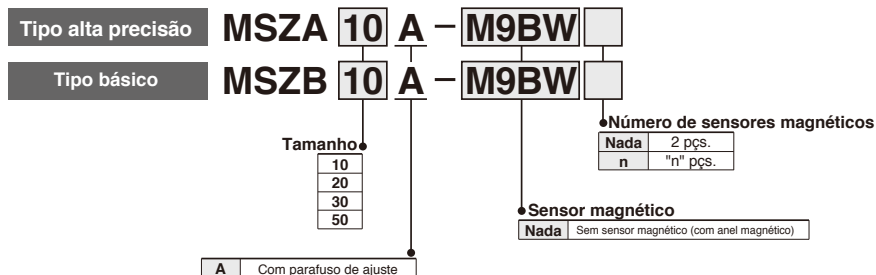 Tipo alta precisão MSZA 10 A – M9BW
Tipo básico MSZB 10 A – M9BW
Número de sensores magnéticos
Nada 2 pçs.
n "n" pçs.
Tamanho
10
20
30
50
Sensor magnético
Nada Sem sensor magnético (com anel magnético)
A Com parafuso de ajuste